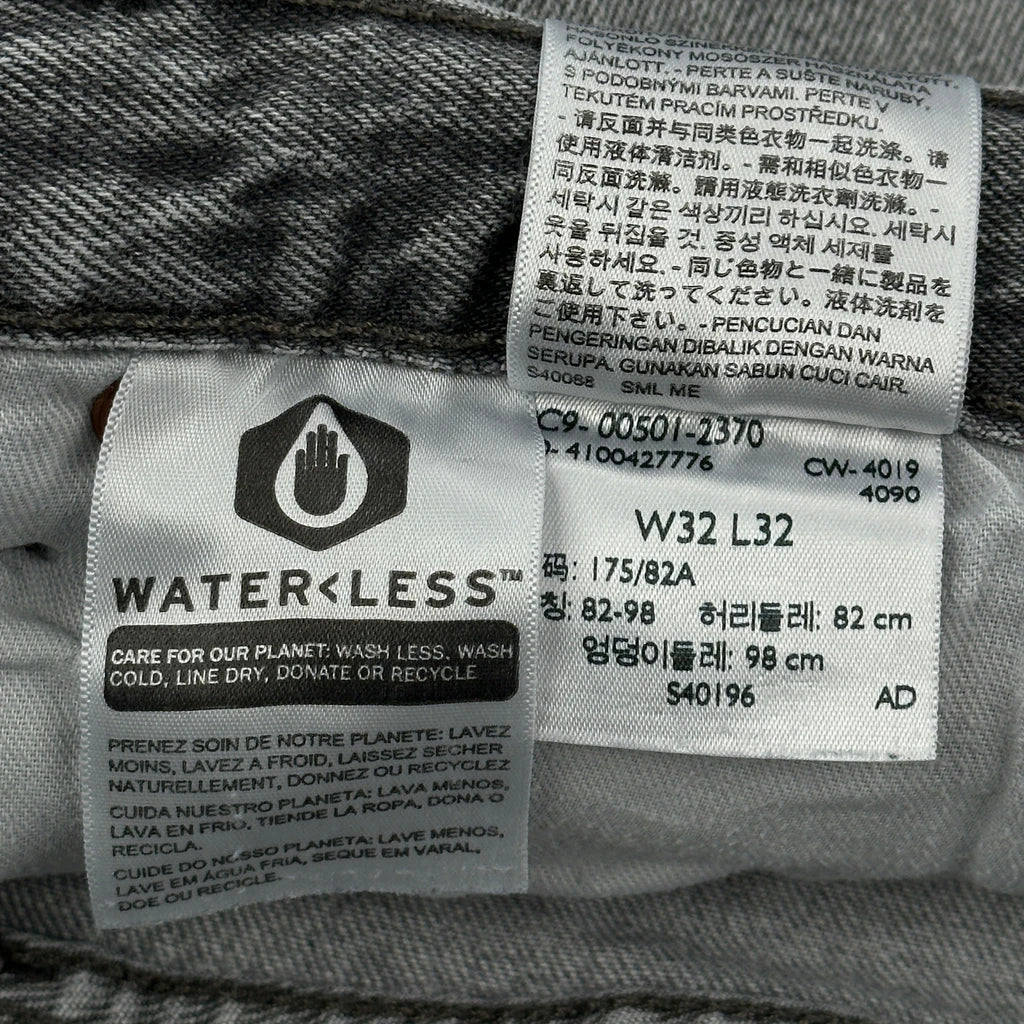 FOLYÉKONY MOSÓSZER HASZNÁLATA
AJÁNLOTT. - PERTE A SUŠTE NARUBY,
S PODOBNÝMI BARVAMI. PERTE V
TEKUTÉM PRACÍM PROSTŘEDKU.
- 请反面并与同类色衣物一起洗涤。请
使用液体清洁剂。- 需和相似色衣物一
同反面洗滌。請用液態洗衣劑洗滌。-
세탁시 같은 색상끼리 하십시요. 세탁시
옷을 뒤집을 것. 중성 액체 세제를
사용하세요. - 同じ色物と一緒に製品を
裏返して洗ってください。液体洗剤を
ご使用下さい。- PENCUCIAN DAN
PENGERINGAN DIBALIK DENGAN WARNA
SERUPA. GUNAKAN SABUN CUCI CAIR.
S40088 SML ME
C9- 00501-2370
- 4100427776 CW- 4019
4090
W32 L32
码: 175/82A
칭: 82-98 허리둘레: 82 cm
엉덩이둘레: 98 cm
S40196 AD
WATER<LESS™
CARE FOR OUR PLANET: WASH LESS, WASH
COLD, LINE DRY, DONATE OR RECYCLE
PRENEZ SOIN DE NOTRE PLANETE: LAVEZ
MOINS, LAVEZ A FROID, LAISSEZ SECHER
NATURELLEMENT, DONNEZ OU RECYCLEZ
CUIDA NUESTRO PLANETA: LAVA MENOS,
LAVA EN FRIO, TIENDE LA ROPA, DONA O
RECICLA.
CUIDE DO NOSSO PLANETA: LAVE MENOS,
LAVE EM ÁGUA FRIA, SEQUE EM VARAL,
DOE OU RECICLE.